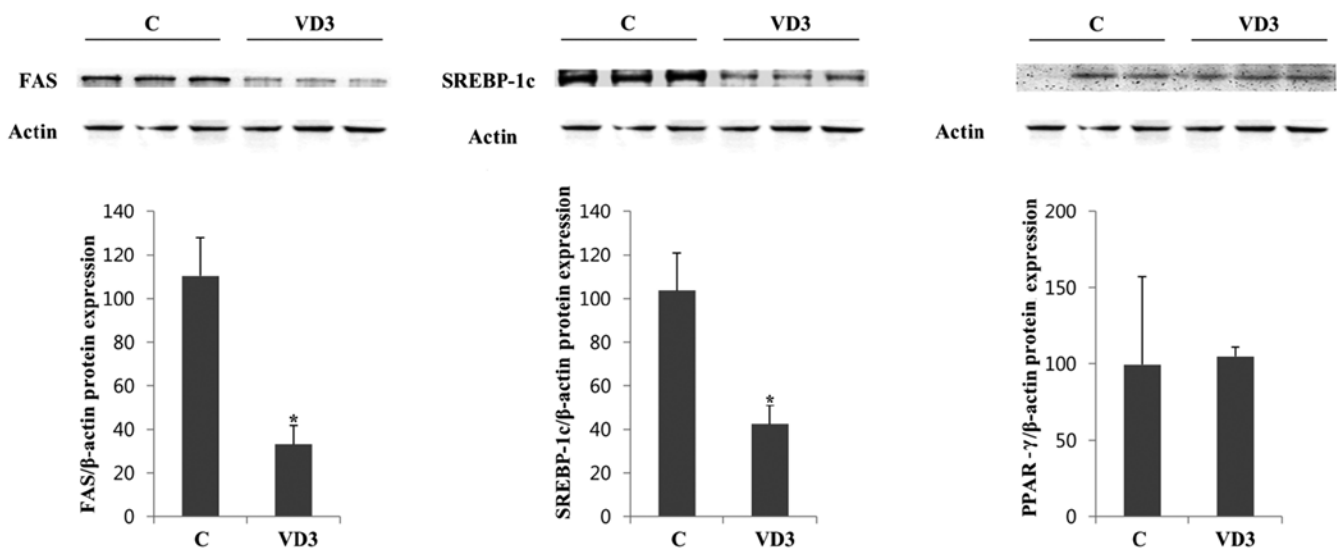 C VD3
FAS
Actin
FAS/β-actin protein expression
140
120
100
80
60
40
20
0
*
C VD3
C VD3
SREBP-1c
Actin
SREBP-1c/β-actin protein expression
140
120
100
80
60
40
20
0
*
C VD3
C VD3
Actin
PPAR-γ/β-actin protein expression
200
150
100
50
0
C VD3